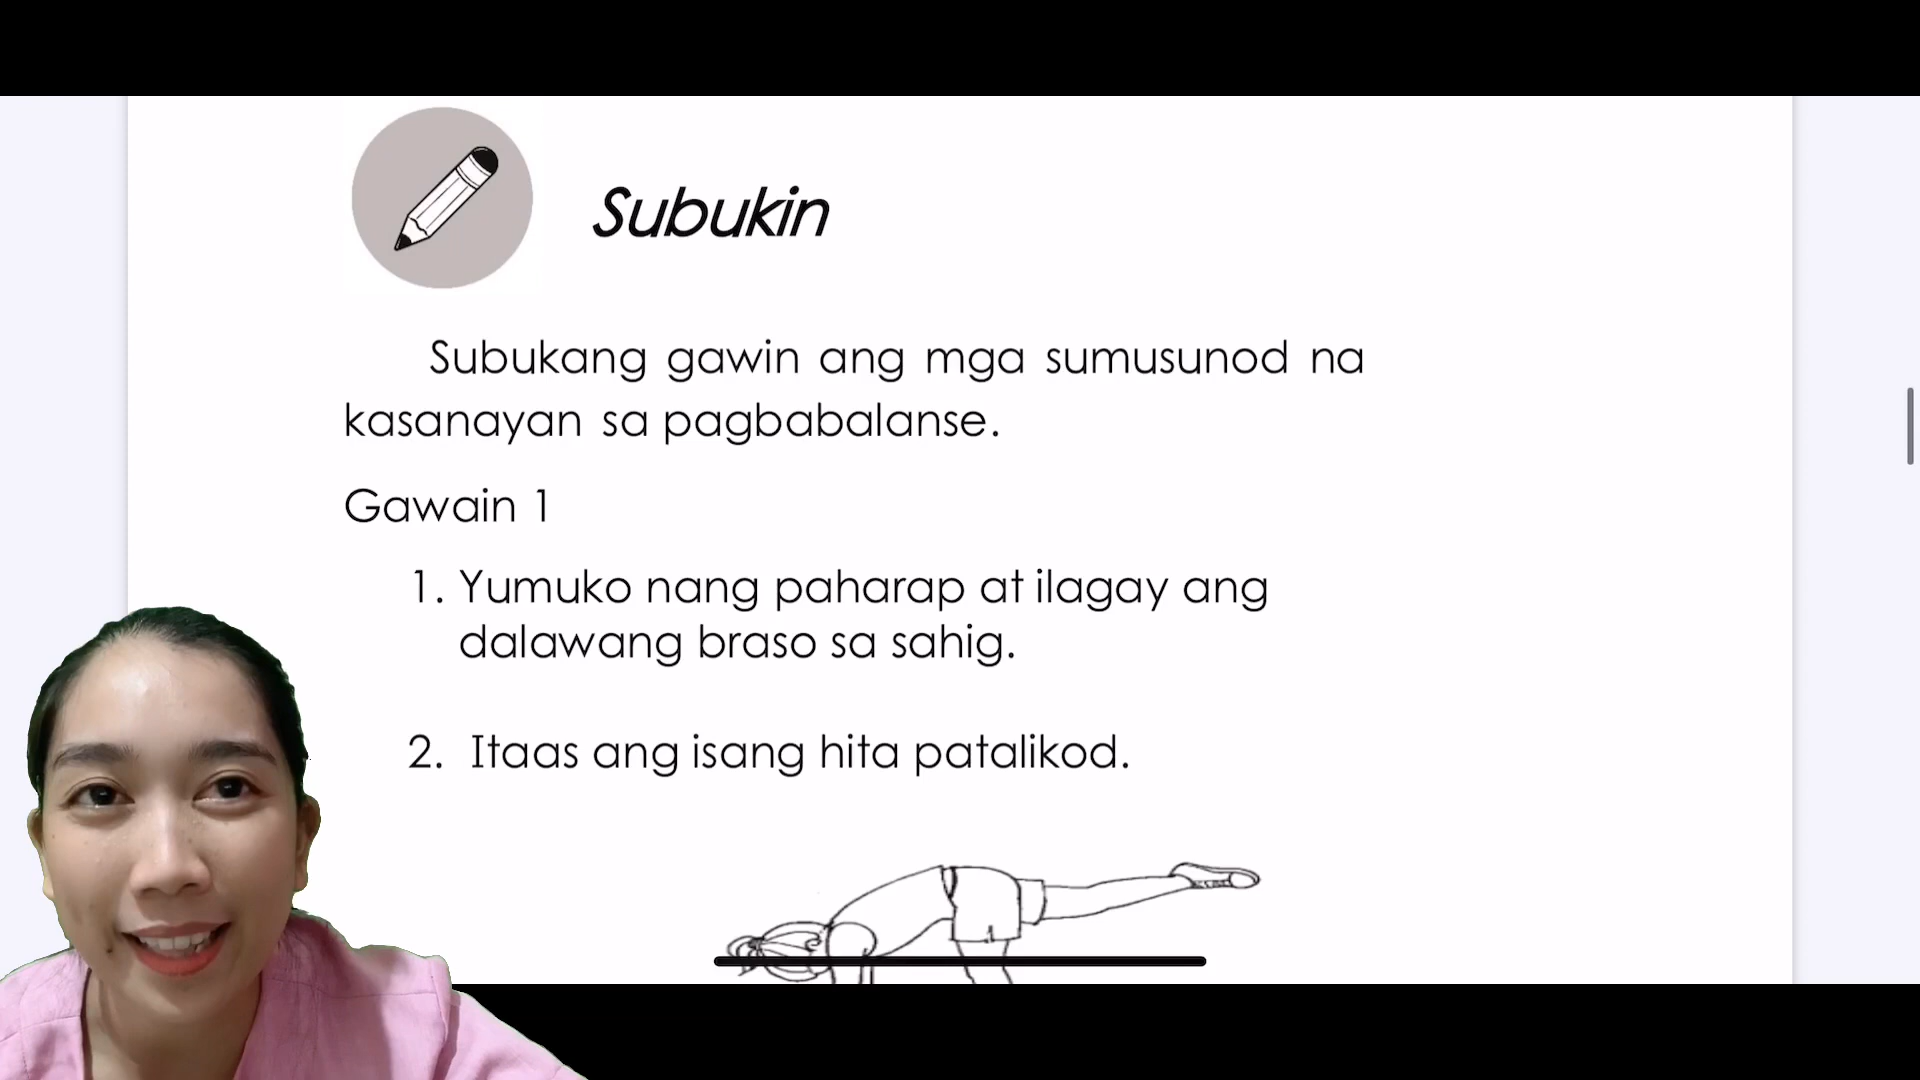 Subukin
Subukang gawin ang mga sumusunod na
kasanayan sa pagbabalanse.
Gawain 1
1. Yumuko nang paharap at ilagay ang
dalawang braso sa sahig.
2. Itaas ang isang hita patalikod.